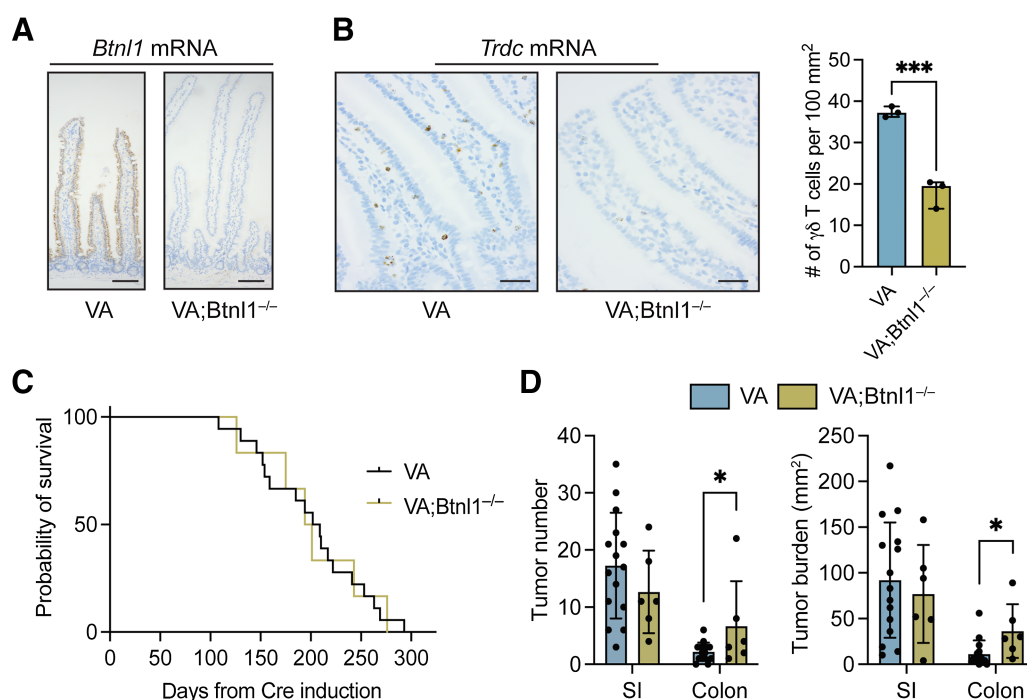 A
Btnl1 mRNA
VA
VA;Btnl1–/–
B
Trdc mRNA
VA
VA;Btnl1–/–
# of γδ T cells per 100 mm²
50
40
30
20
10
0
***
VA
VA;Btnl1–/–
C
Probability of survival
100
50
0
0 50 100 150 200 250 300
Days from Cre induction
VA
VA;Btnl1–/–
D
VA VA;Btnl1–/–
Tumor number
40
30
20
10
0
*
SI Colon
Tumor burden (mm²)
250
200
150
100
50
0
*
SI Colon